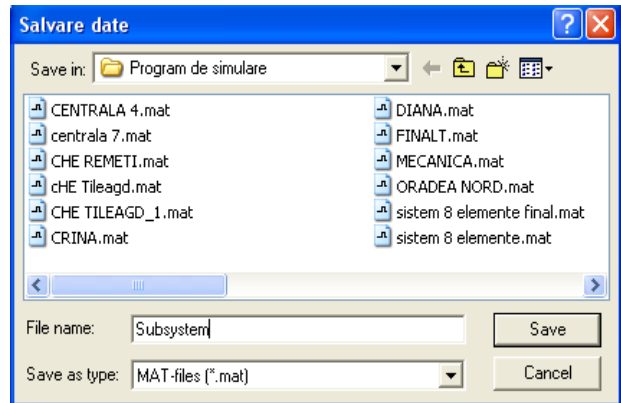 Salvare date
Save in: Program de simulare
CENTRALA 4.mat
centrala 7.mat
CHE REMETI.mat
cHE Tileagd.mat
CHE TILEAGD_1.mat
CRINA.mat
DIANA.mat
FINALT.mat
MECANICA.mat
ORADEA NORD.mat
sistem 8 elemente final.mat
sistem 8 elemente.mat
File name: Subsystem Save
Save as type: MAT-files (*.mat) Cancel